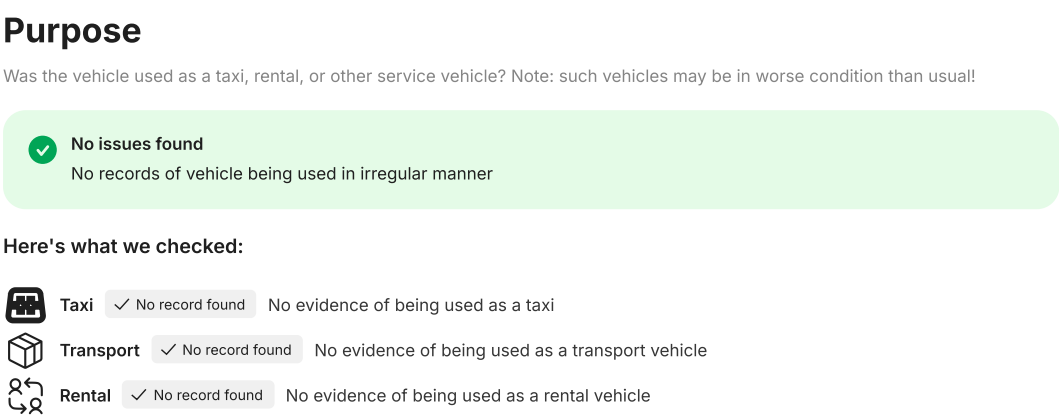 Purpose
Was the vehicle used as a taxi, rental, or other service vehicle? Note: such vehicles may be in worse condition than usual!
No issues found
No records of vehicle being used in irregular manner
Here's what we checked:
Taxi No record found No evidence of being used as a taxi
Transport No record found No evidence of being used as a transport vehicle
Rental No record found No evidence of being used as a rental vehicle